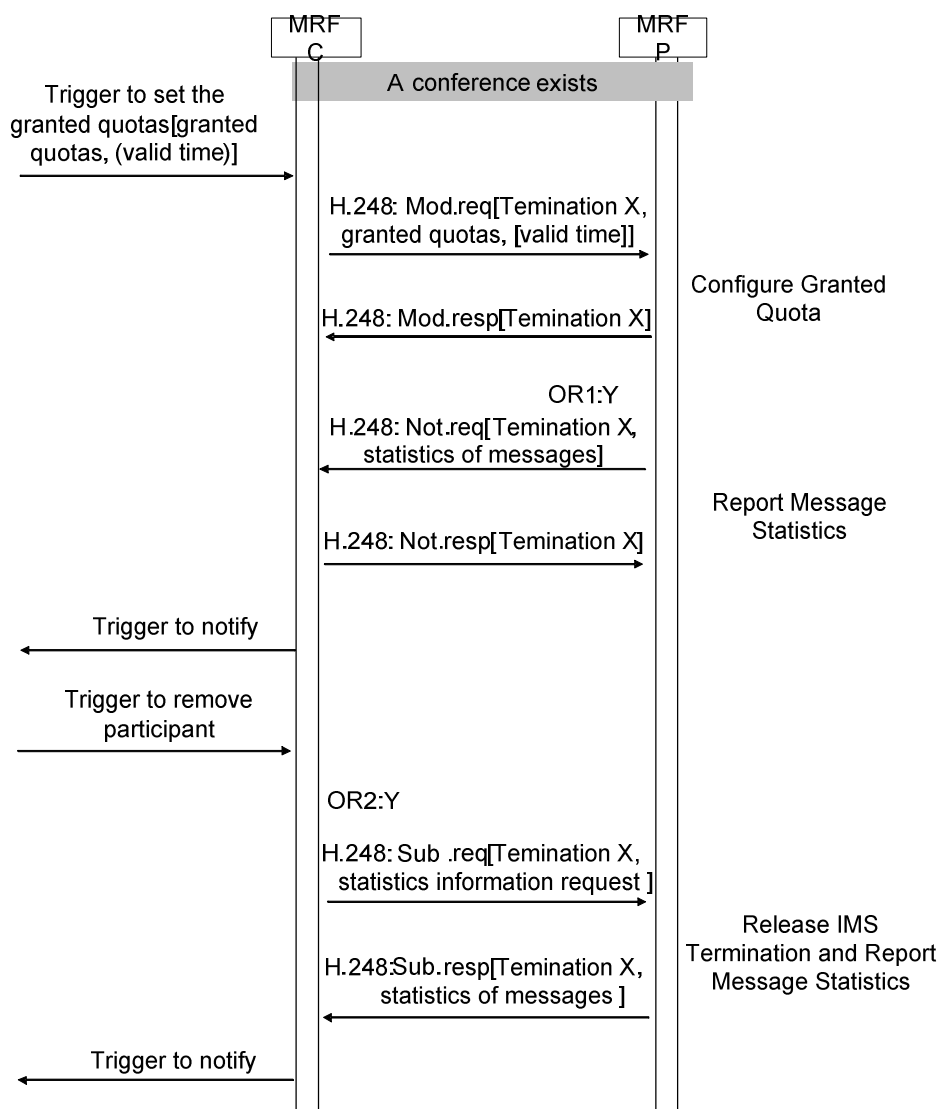 MRF
C
MRF
P
A conference exists
Trigger to set the
granted quotas[granted
quotas, (valid time)]
H.248: Mod.req[Temination X,
granted quotas, [valid time]]
Configure Granted
Quota
H.248: Mod.resp[Temination X]
OR1:Y
H.248: Not.req[Temination X,
statistics of messages]
Report Message
Statistics
H.248: Not.resp[Temination X]
Trigger to notify
Trigger to remove
participant
OR2:Y
H.248: Sub .req[Temination X,
statistics information request ]
Release IMS
Termination and Report
Message Statistics
H.248:Sub.resp[Temination X,
statistics of messages ]
Trigger to notify